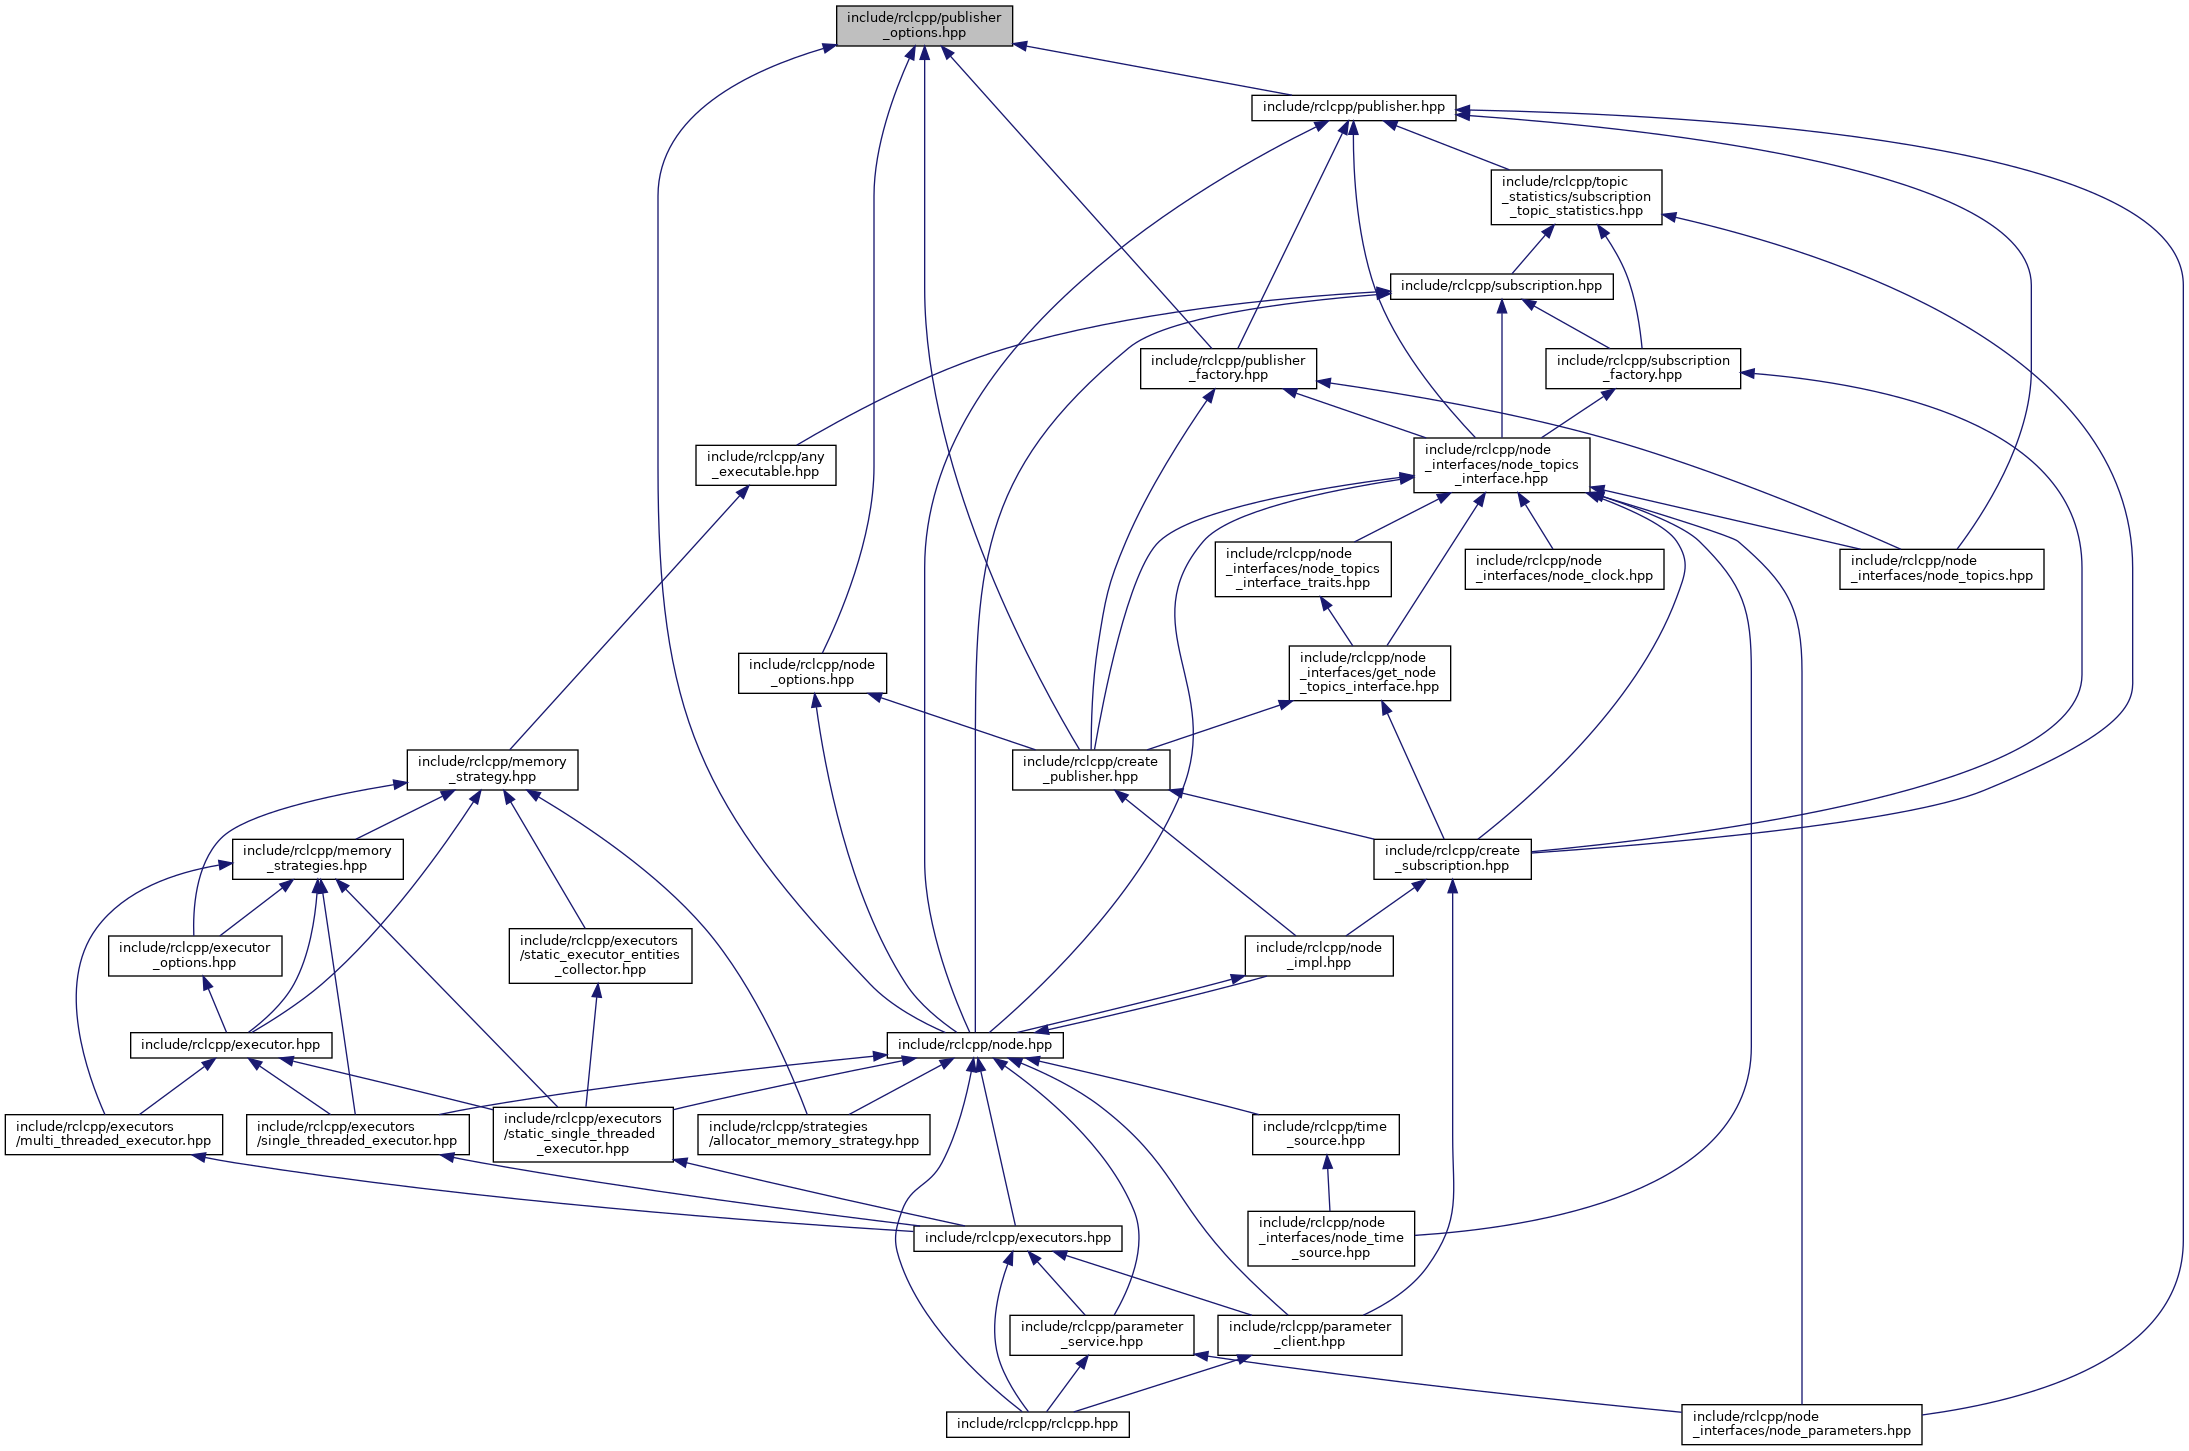 include/rclcpp/publisher
_options.hpp
include/rclcpp/publisher.hpp
include/rclcpp/topic
_statistics/subscription
_topic_statistics.hpp
include/rclcpp/subscription.hpp
include/rclcpp/publisher
_factory.hpp
include/rclcpp/subscription
_factory.hpp
include/rclcpp/any
_executable.hpp
include/rclcpp/node
_interfaces/node_topics
_interface.hpp
include/rclcpp/node
_interfaces/node_topics
_interface_traits.hpp
include/rclcpp/node
_interfaces/node_clock.hpp
include/rclcpp/node
_interfaces/node_topics.hpp
include/rclcpp/node
_options.hpp
include/rclcpp/node
_interfaces/get_node
_topics_interface.hpp
include/rclcpp/memory
_strategy.hpp
include/rclcpp/create
_publisher.hpp
include/rclcpp/memory
_strategies.hpp
include/rclcpp/create
_subscription.hpp
include/rclcpp/executor
_options.hpp
include/rclcpp/executors
/static_executor_entities
_collector.hpp
include/rclcpp/node
_impl.hpp
include/rclcpp/executor.hpp
include/rclcpp/node.hpp
include/rclcpp/executors
/multi_threaded_executor.hpp
include/rclcpp/executors
/single_threaded_executor.hpp
include/rclcpp/executors
/static_single_threaded
_executor.hpp
include/rclcpp/strategies
/allocator_memory_strategy.hpp
include/rclcpp/time
_source.hpp
include/rclcpp/executors.hpp
include/rclcpp/node
_interfaces/node_time
_source.hpp
include/rclcpp/parameter
_service.hpp
include/rclcpp/parameter
_client.hpp
include/rclcpp/rclcpp.hpp
include/rclcpp/node
_interfaces/node_parameters.hpp